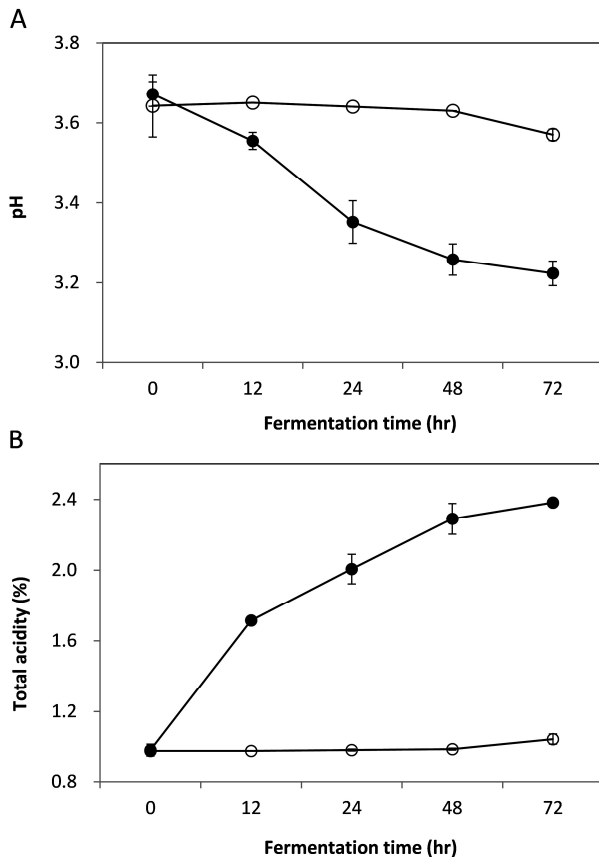 A
3.8
3.6
3.4
3.2
3.0
pH
0 12 24 48 72
Fermentation time (hr)
B
2.4
2.0
1.6
1.2
0.8
Total acidity (%)
0 12 24 48 72
Fermentation time (hr)